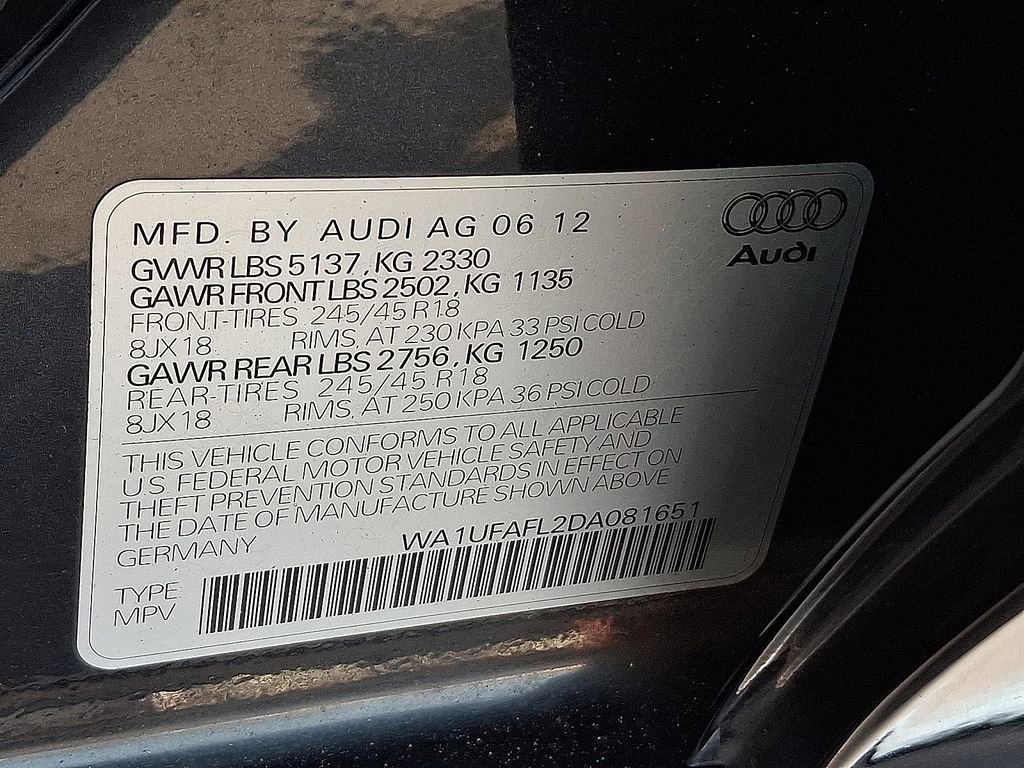 MFD. BY AUDI AG 06 12
Audi
GVWR LBS 5137, KG 2330
GAWR FRONT LBS 2502, KG 1135
FRONT-TIRES 245/45 R18
8JX18 RIMS, AT 230 KPA 33 PSI COLD
GAWR REAR LBS 2756, KG 1250
REAR-TIRES 245/45 R18
8JX18 RIMS, AT 250 KPA 36 PSI COLD
THIS VEHICLE CONFORMS TO ALL APPLICABLE
U.S. FEDERAL MOTOR VEHICLE SAFETY AND
THEFT PREVENTION STANDARDS IN EFFECT ON
THE DATE OF MANUFACTURE SHOWN ABOVE
GERMANY WA1UFAFL2DA081651
TYPE
MPV